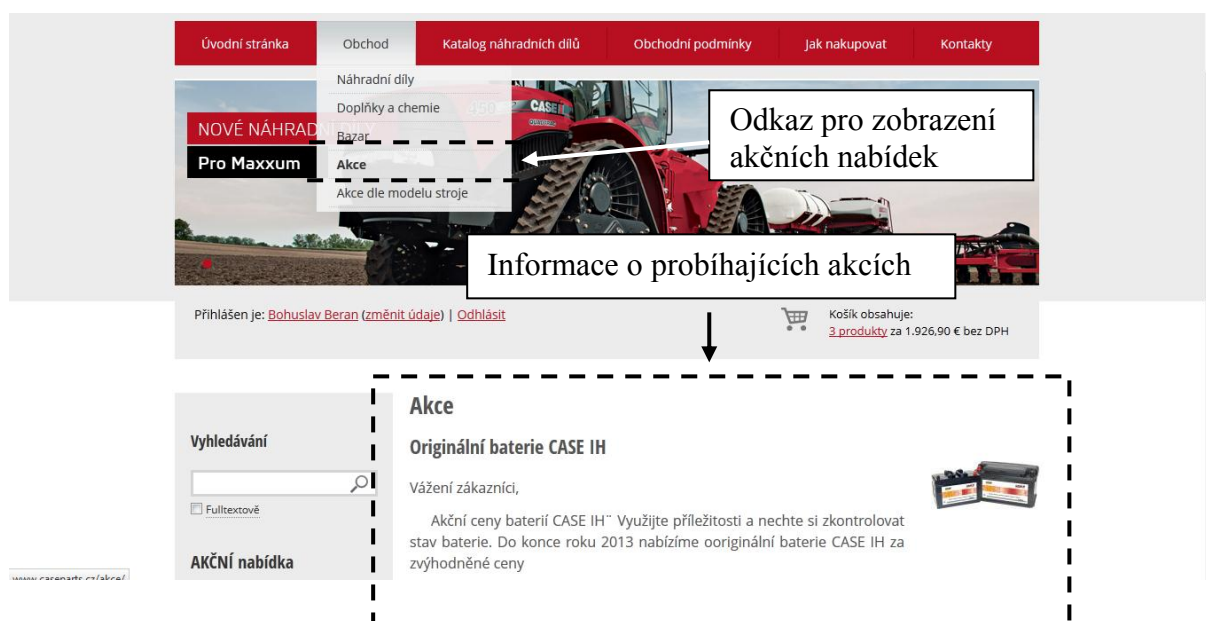 Úvodní stránka Obchod Katalog náhradních dílů Obchodní podmínky Jak nakupovat Kontakty
Náhradní díly
Doplňky a chemie
Bazar
Akce
Akce dle modelu stroje
450 CASE IH
QUADTRAC
NOVÉ NÁHRADNÍ DÍLY
Pro Maxxum
Odkaz pro zobrazení
akčních nabídek
Informace o probíhajících akcích
Přihlášen je: Bohuslav Beran (změnit údaje) | Odhlásit
Košík obsahuje:
3 produkty za 1.926,90 € bez DPH
Vyhledávání
Fulltextově
AKČNÍ nabídka
Akce
Originální baterie CASE IH
Vážení zákazníci,
Akční ceny baterií CASE IH¨ Využijte příležitosti a nechte si zkontrolovat
stav baterie. Do konce roku 2013 nabízíme ooriginální baterie CASE IH za
zvýhodněné ceny
www.caseparts.cz/akce/